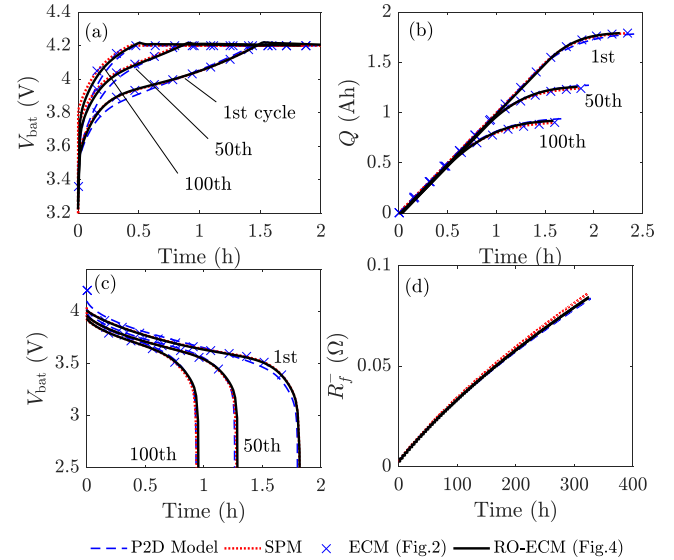 (a)
4.2
4.0
3.8
3.6
3.4
3.2
V_bat (V)
1st cycle
50th
100th
0 0.5 1 1.5 2
Time (h)
(b)
2
1.5
1
0.5
0
Q (Ah)
1st
50th
100th
0 0.5 1 1.5 2 2.5
Time (h)
(c)
4
3.5
3
2.5
V_bat (V)
1st
50th
100th
0 0.5 1 1.5 2
Time (h)
(d)
0.1
0.05
0
R_f^- (Ω)
0 100 200 300 400
Time (h)
P2D Model SPM ECM (Fig.2) RO-ECM (Fig.4)